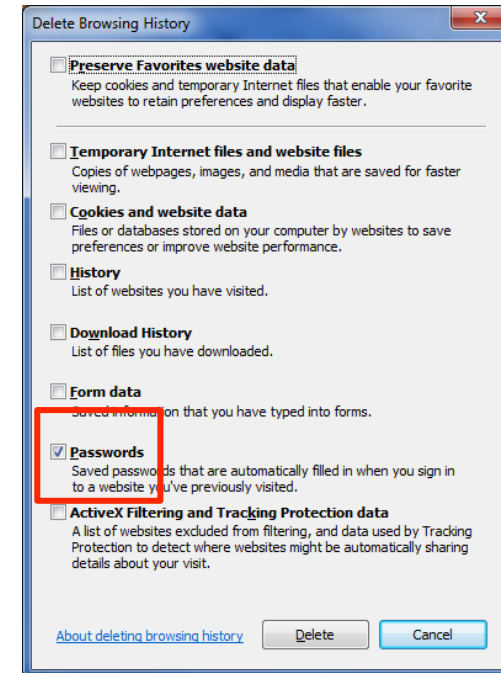 Delete Browsing History
Preserve Favorites website data
Keep cookies and temporary Internet files that enable your favorite
websites to retain preferences and display faster.
Temporary Internet files and website files
Copies of webpages, images, and media that are saved for faster
viewing.
Cookies and website data
Files or databases stored on your computer by websites to save
preferences or improve website performance.
History
List of websites you have visited.
Download History
List of files you have downloaded.
Form data
Saved information that you have typed into forms.
Passwords
Saved passwords that are automatically filled in when you sign in
to a website you've previously visited.
ActiveX Filtering and Tracking Protection data
A list of websites excluded from filtering, and data used by Tracking
Protection to detect where websites might be automatically sharing
details about your visit.
About deleting browsing history Delete Cancel